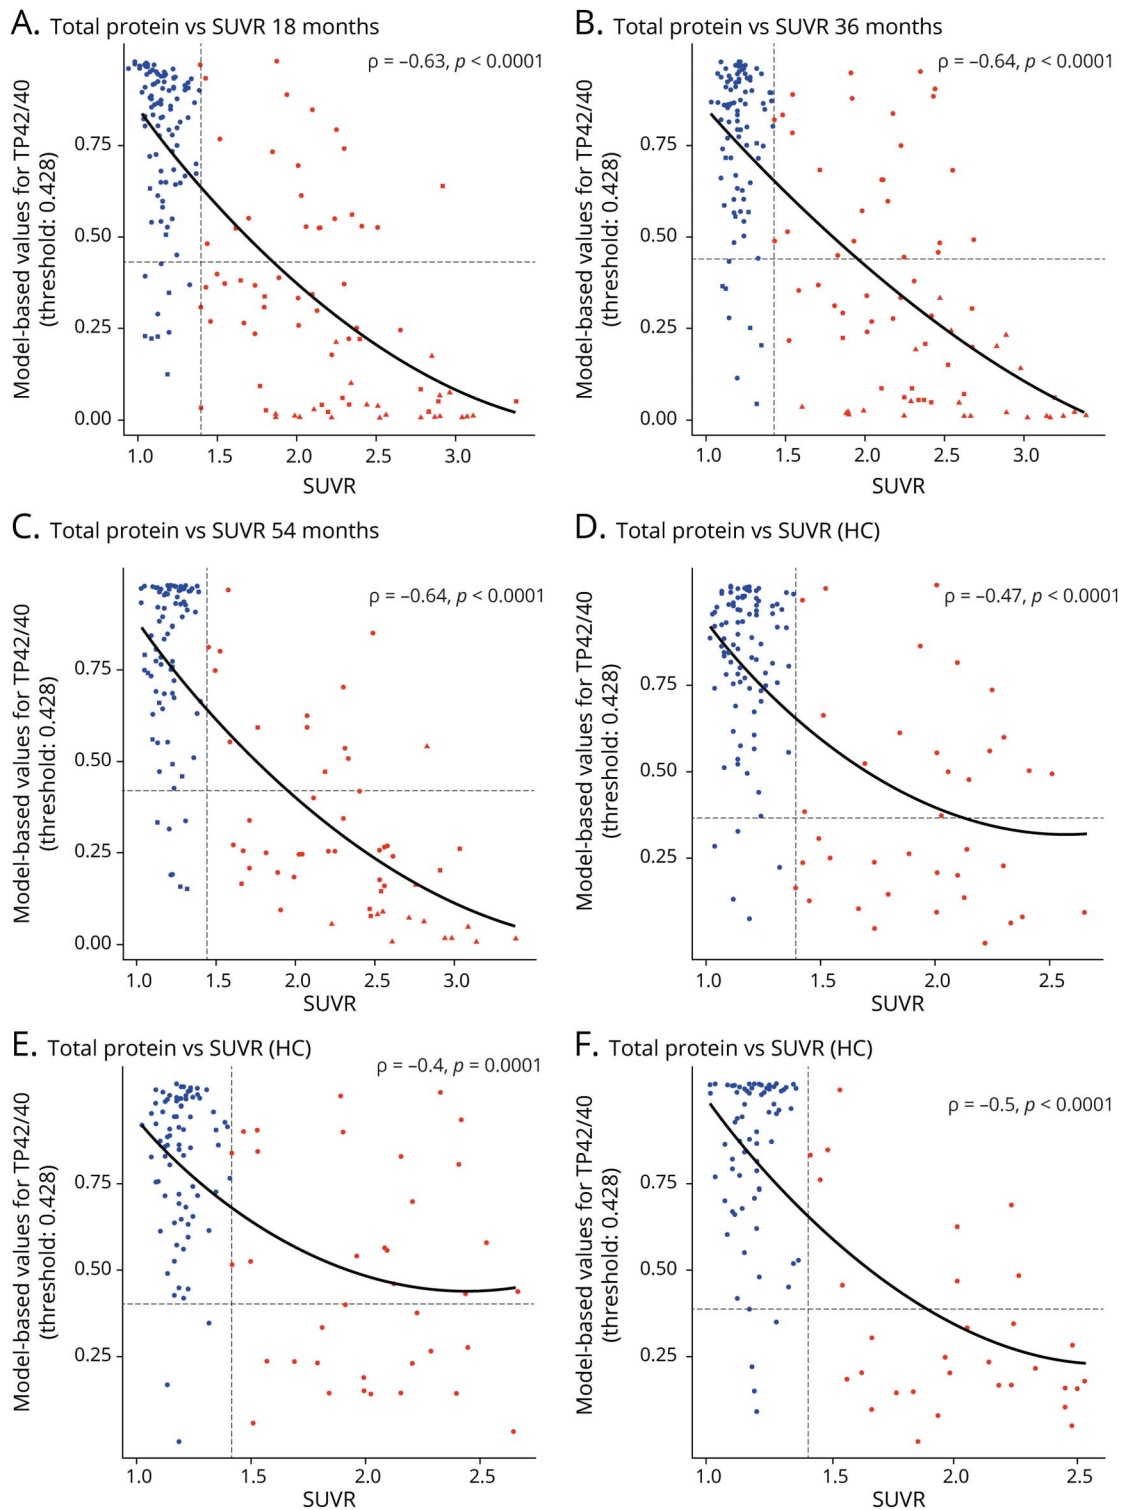 A. Total protein vs SUVR 18 months
ρ = –0.63, p < 0.0001
Model-based values for TP42/40
(threshold: 0.428)
0.75
0.50
0.25
0.00
1.0 1.5 2.0 2.5 3.0
SUVR
B. Total protein vs SUVR 36 months
ρ = –0.64, p < 0.0001
Model-based values for TP42/40
(threshold: 0.428)
0.75
0.50
0.25
0.00
1.0 1.5 2.0 2.5 3.0
SUVR
C. Total protein vs SUVR 54 months
ρ = –0.64, p < 0.0001
Model-based values for TP42/40
(threshold: 0.428)
0.75
0.50
0.25
0.00
1.0 1.5 2.0 2.5 3.0
SUVR
D. Total protein vs SUVR (HC)
ρ = –0.47, p < 0.0001
Model-based values for TP42/40
(threshold: 0.428)
0.75
0.50
0.25
1.0 1.5 2.0 2.5
SUVR
E. Total protein vs SUVR (HC)
ρ = –0.4, p = 0.0001
Model-based values for TP42/40
(threshold: 0.428)
0.75
0.50
0.25
1.0 1.5 2.0 2.5
SUVR
F. Total protein vs SUVR (HC)
ρ = –0.5, p < 0.0001
Model-based values for TP42/40
(threshold: 0.428)
0.75
0.50
0.25
1.0 1.5 2.0 2.5
SUVR